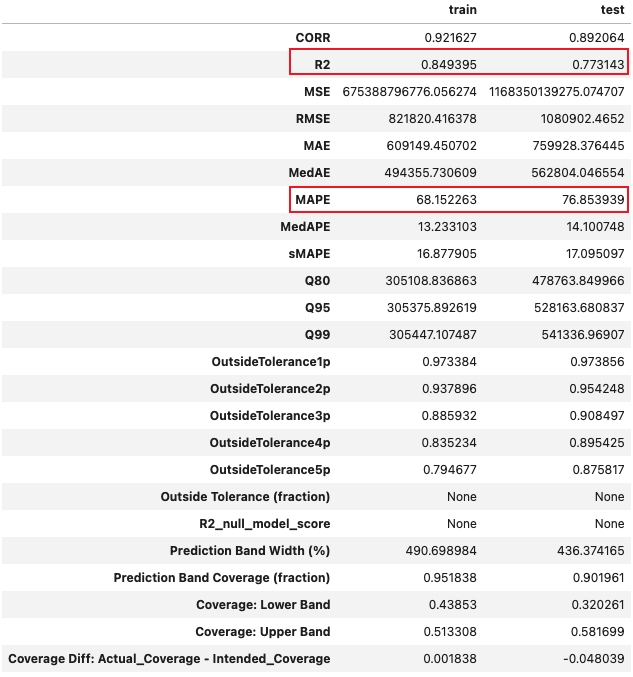 train test
CORR 0.921627 0.892064
R2 0.849395 0.773143
MSE 675388796776.056274 1168350139275.074707
RMSE 821820.416378 1080902.4652
MAE 609149.450702 759928.376445
MedAE 494355.730609 562804.046554
MAPE 68.152263 76.853939
MedAPE 13.233103 14.100748
sMAPE 16.877905 17.095097
Q80 305108.836863 478763.849966
Q95 305375.892619 528163.680837
Q99 305447.107487 541336.96907
OutsideTolerance1p 0.973384 0.973856
OutsideTolerance2p 0.937896 0.954248
OutsideTolerance3p 0.885932 0.908497
OutsideTolerance4p 0.835234 0.895425
OutsideTolerance5p 0.794677 0.875817
Outside Tolerance (fraction) None None
R2_null_model_score None None
Prediction Band Width (%) 490.698984 436.374165
Prediction Band Coverage (fraction) 0.951838 0.901961
Coverage: Lower Band 0.43853 0.320261
Coverage: Upper Band 0.513308 0.581699
Coverage Diff: Actual_Coverage - Intended_Coverage 0.001838 -0.048039